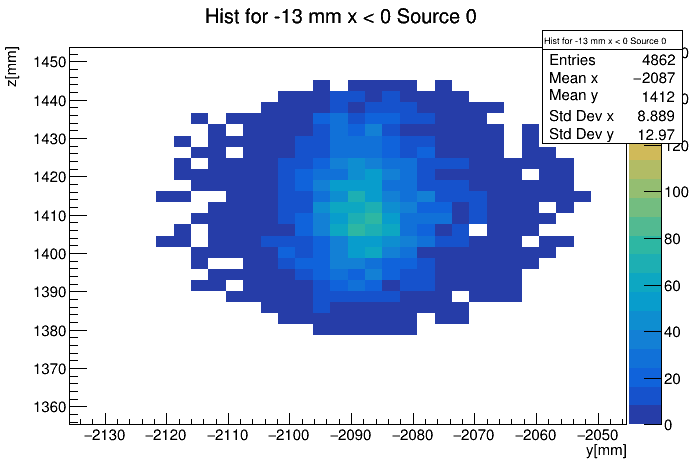 Hist for -13 mm x < 0 Source 0
z[mm]
Hist for -13 mm x < 0 Source 0
Entries 4862
Mean x −2087
Mean y 1412
Std Dev x 8.889
Std Dev y 12.97
1450
1440
1430
1420
1410
1400
1390
1380
1370
1360
−2130 −2120 −2110 −2100 −2090 −2080 −2070 −2060 −2050
y[mm]
120
100
80
60
40
20
0